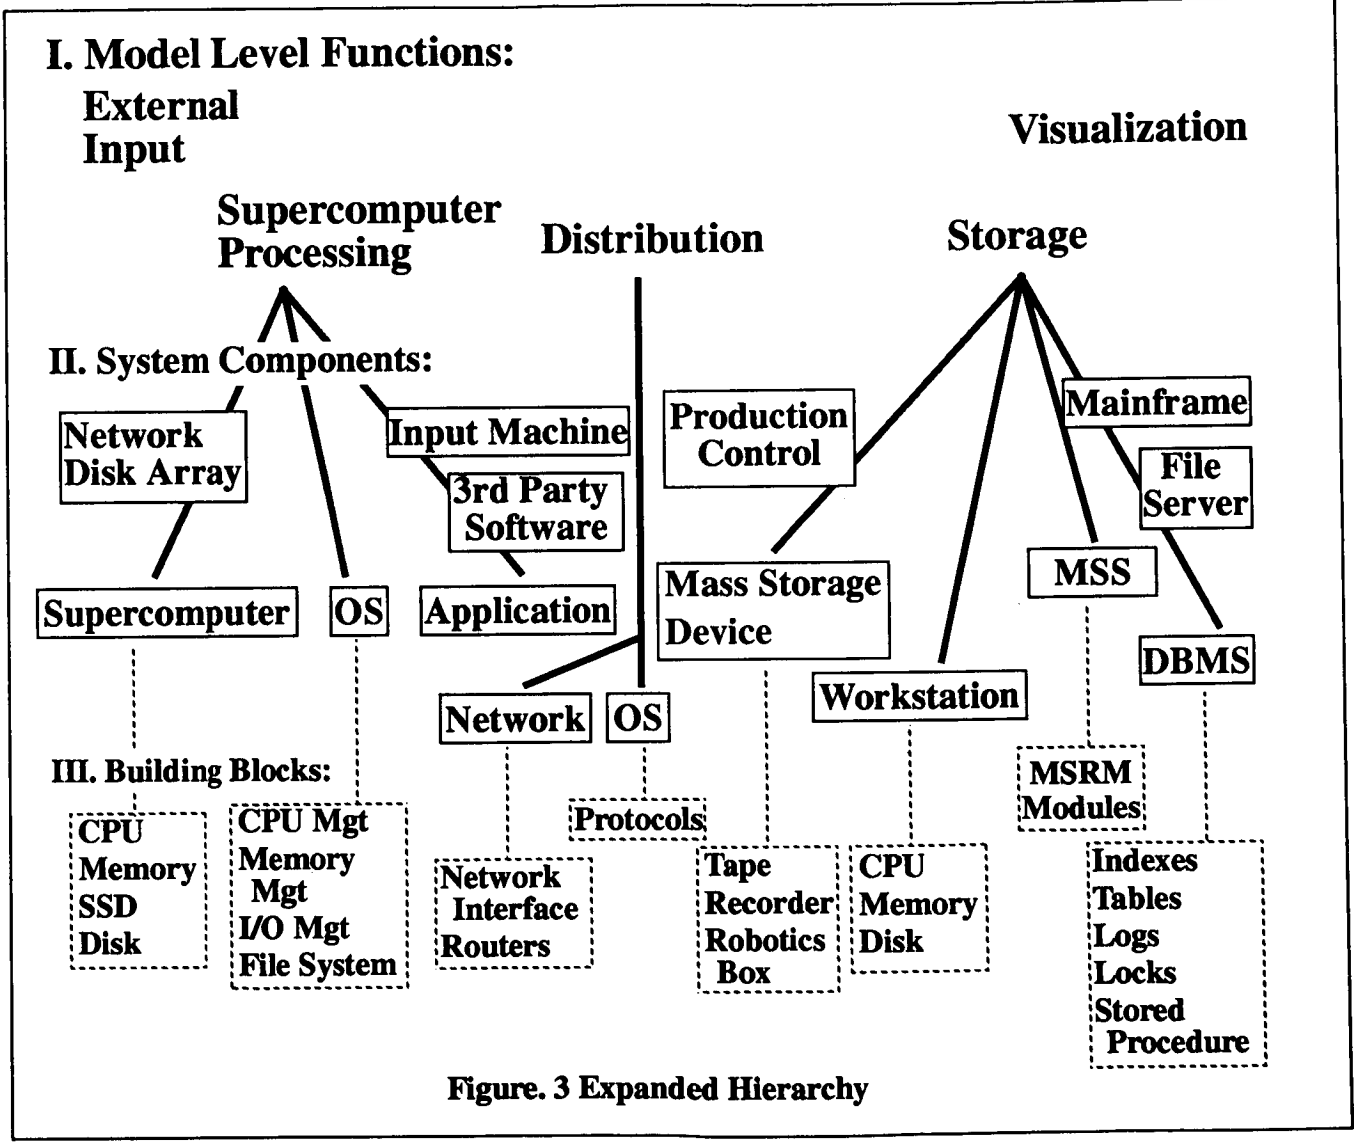 I. Model Level Functions:
External
Input
Visualization
Supercomputer
Processing
Distribution
Storage
II. System Components:
Network
Disk Array
Input Machine
3rd Party
Software
Production
Control
Mainframe
File
Server
Supercomputer
OS
Application
Mass Storage
Device
MSS
DBMS
Network
OS
Workstation
III. Building Blocks:
CPU
Memory
SSD
Disk
CPU Mgt
Memory
Mgt
I/O Mgt
File System
Network
Interface
Routers
Protocols
Tape
Recorder
Robotics
Box
CPU
Memory
Disk
MSRM
Modules
Indexes
Tables
Logs
Locks
Stored
Procedure
Figure. 3 Expanded Hierarchy